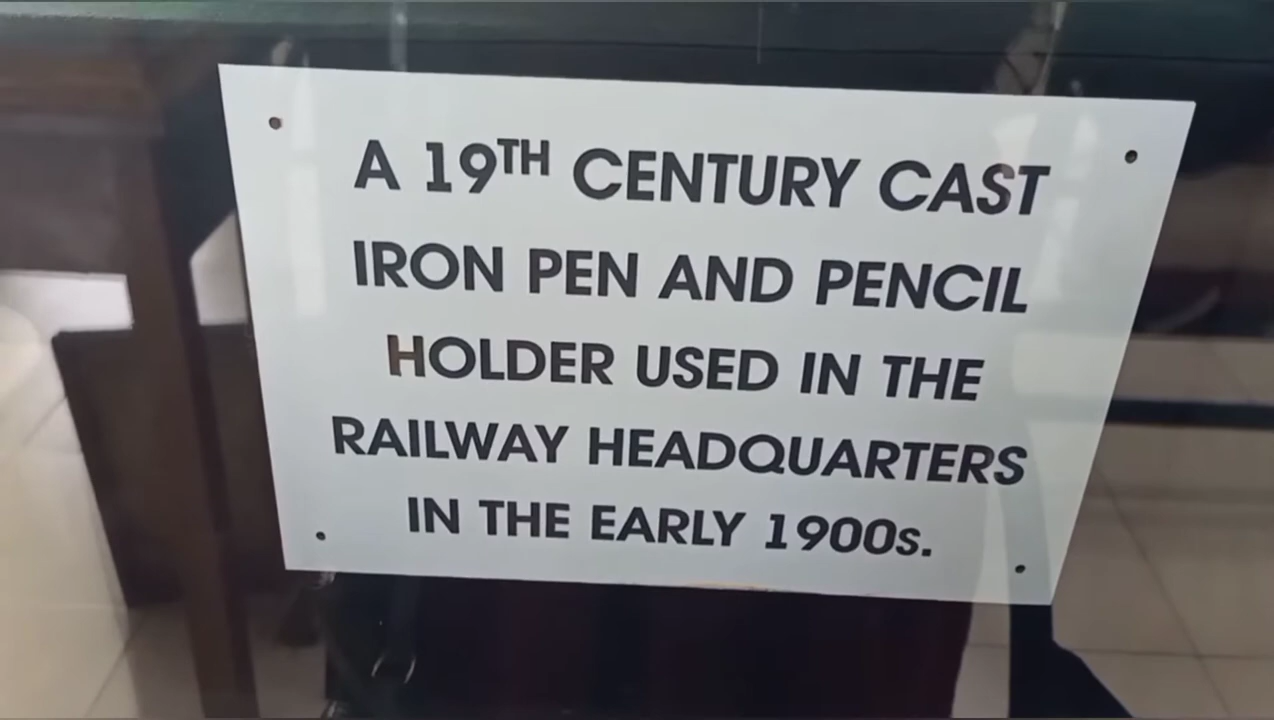 A 19TH CENTURY CAST
IRON PEN AND PENCIL
HOLDER USED IN THE
RAILWAY HEADQUARTERS
IN THE EARLY 1900s.